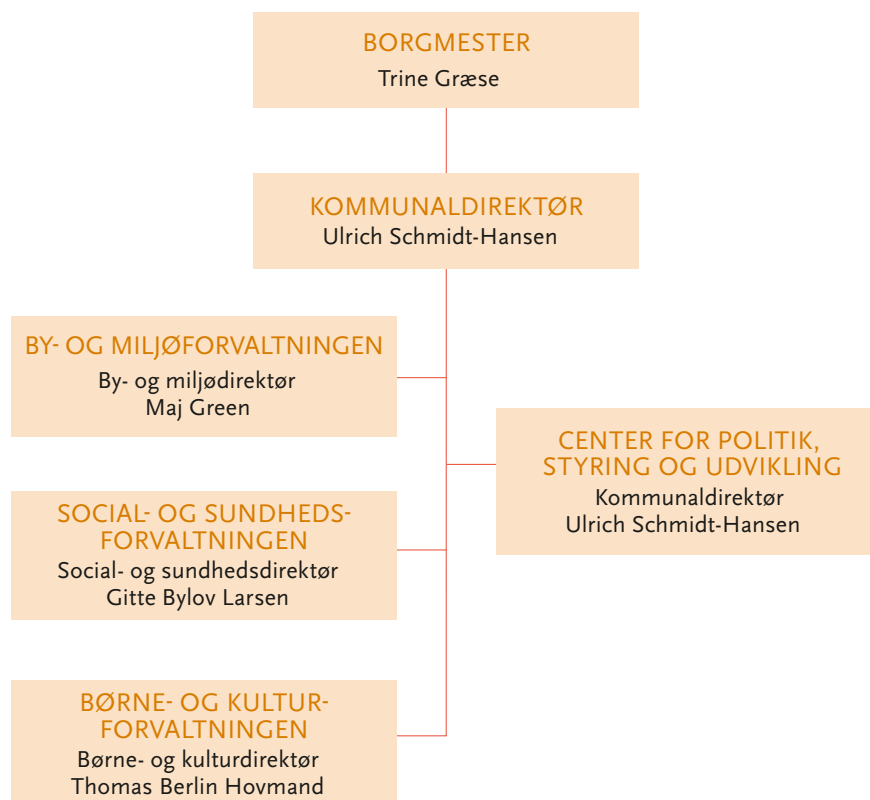 BORGMESTER
Trine Græse
KOMMUNALDIREKTØR
Ulrich Schmidt-Hansen
BY- OG MILJØFORVALTNINGEN
By- og miljødirektør
Maj Green
CENTER FOR POLITIK,
STYRING OG UDVIKLING
Kommunaldirektør
Ulrich Schmidt-Hansen
SOCIAL- OG SUNDHEDS-
FORVALTNINGEN
Social- og sundhedsdirektør
Gitte Bylov Larsen
BØRNE- OG KULTUR-
FORVALTNINGEN
Børne- og kulturdirektør
Thomas Berlin Hovmand